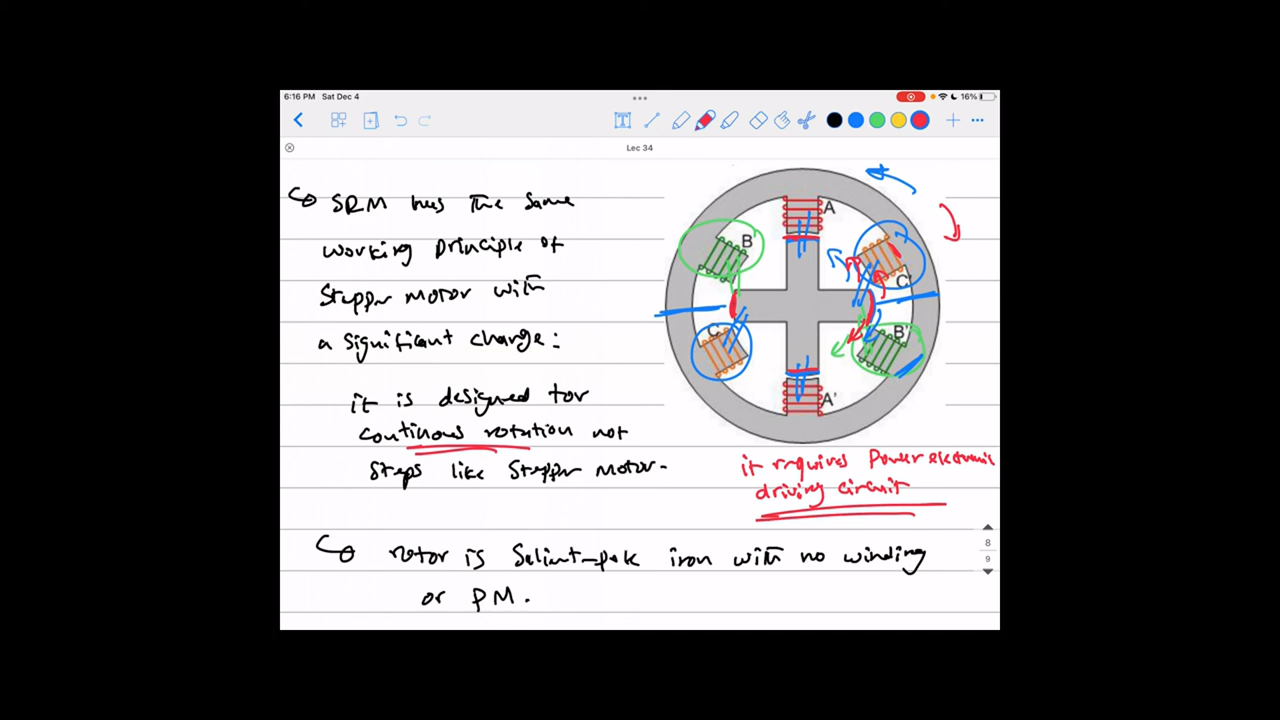 6:16 PM Sat Dec 4
16%
Lec 34
SRM has the same
working principle of
Stepper motor with
a significant change:
it is designed for
continous rotation not
steps like Stepper motor.
A
B
C'
C
B'
A'
it requires Power electronic
driving circuit
8
9
rotor is Salient-pole iron with no winding
or PM.